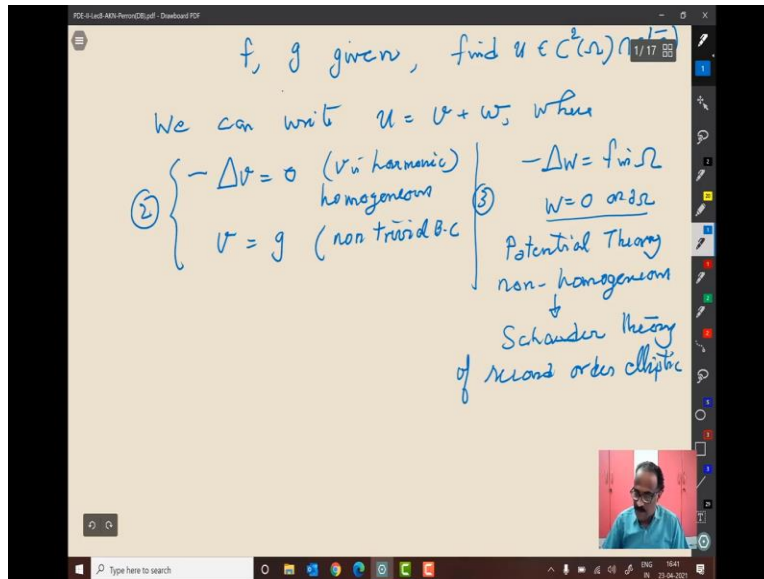 PDE-II-Lec8-AKN-Perron(DB).pdf - Drawboard PDF
f, g given, find u ∈ C²(Ω) ∩
1 / 17
We can write u = v + w, where
② { - Δv = 0 (v is harmonic)
homogeneous
v = g (non trivial B.C
③ -Δw = f in Ω
w = 0 on ∂Ω
Potential Theory
non-homogeneous
↓
Schauder Theory
of second order elliptic
Type here to search
ENG
IN
16:41
23-04-2021